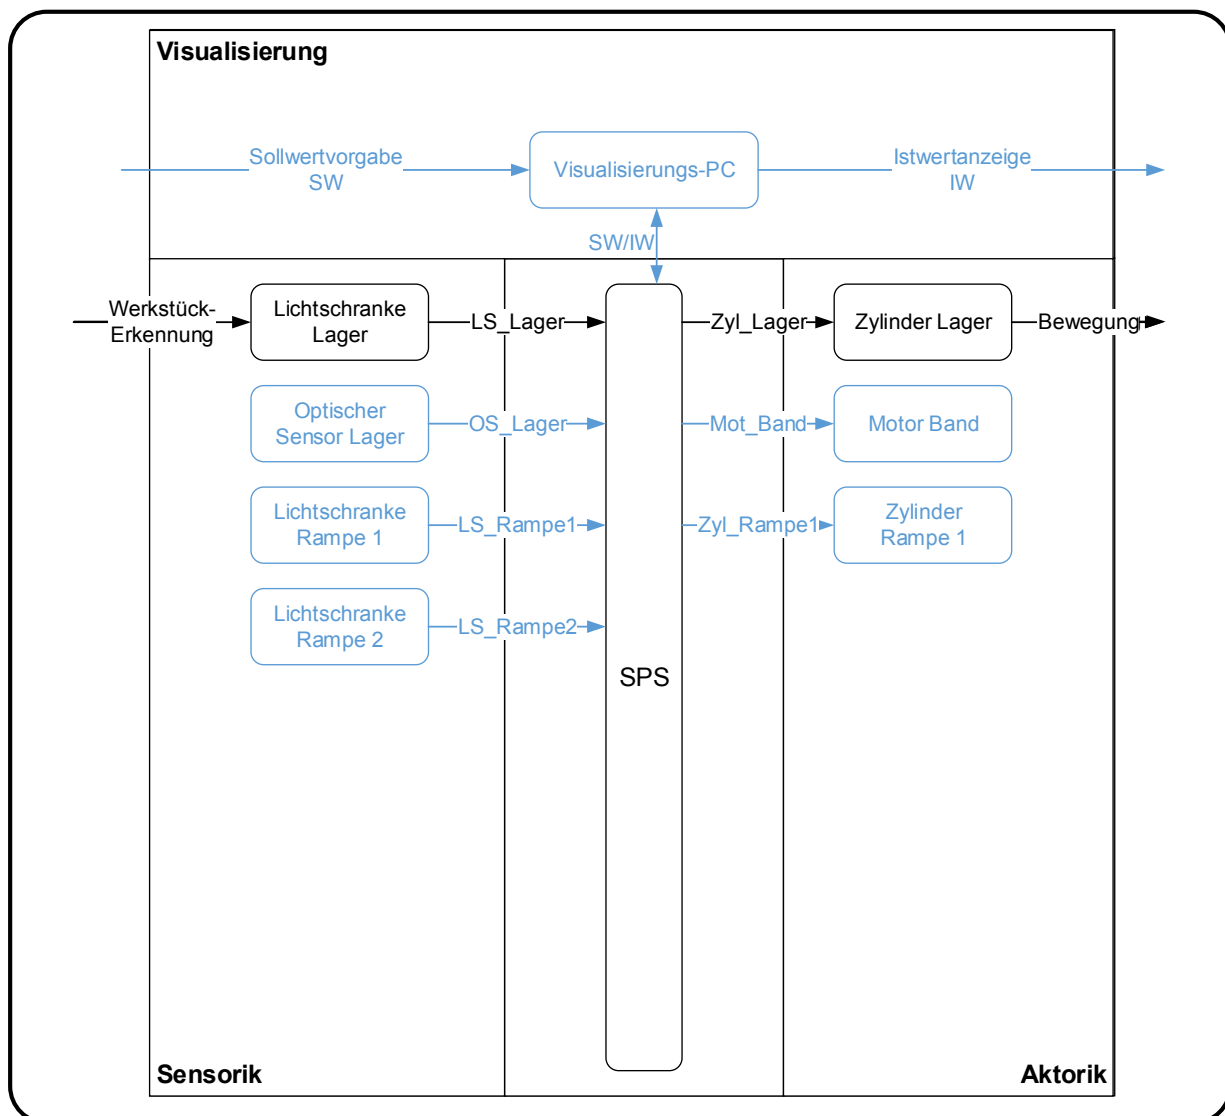 Visualisierung
Sollwertvorgabe
SW
Visualisierungs-PC
Istwertanzeige
IW
SW/IW
Werkstück-
Erkennung
Lichtschranke
Lager
LS_Lager
Zyl_Lager
Zylinder Lager
Bewegung
Optischer
Sensor Lager
OS_Lager
Mot_Band
Motor Band
Lichtschranke
Rampe 1
LS_Rampe1
Zyl_Rampe1
Zylinder
Rampe 1
Lichtschranke
Rampe 2
LS_Rampe2
SPS
Sensorik
Aktorik